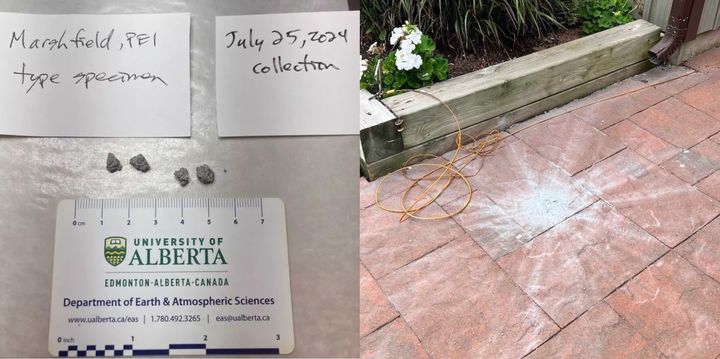 Marshfield, PEI
type specimen
July 25, 2024
collection
0 cm 1 2 3 4 5 6 7
UNIVERSITY OF
ALBERTA
EDMONTON·ALBERTA·CANADA
Department of Earth & Atmospheric Sciences
www.ualberta.ca/eas | 1.780.492.3265 | eas@ualberta.ca
0 inch 1 2 3